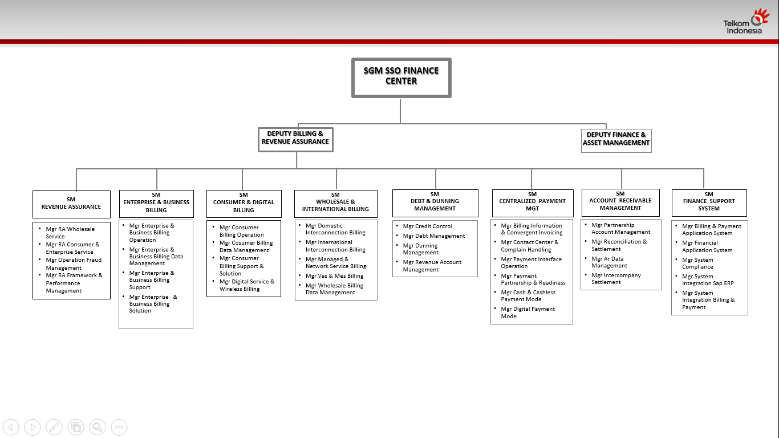 Telkom
Indonesia
SGM SSO FINANCE
CENTER
DEPUTY BILLING &
REVENUE ASSURANCE
DEPUTY FINANCE &
ASSET MANAGEMENT
SM
REVENUE ASSURANCE
• Mgr RA Wholesale
Service
• Mgr RA Consumer &
Enterprise Service
• Mgr Operation Fraud
Management
• Mgr RA Framework &
Performance
Management
SM
ENTERPRISE & BUSINESS
BILLING
• Mgr Enterprise &
Business Billing
Operation
• Mgr Enterprise &
Business Billing Data
Management
• Mgr Enterprise &
Business Billing
Support
• Mgr Enterprise &
Business Billing
Solution
SM
CONSUMER & DIGITAL
BILLING
• Mgr Consumer
Billing Operation
• Mgr Cosumer Billing
Data Management
• Mgr Consumer
Billing Support &
Solution
• Mgr Digital Service &
Wireless Billing
SM
WHOLESALE &
INTERNATIONAL BILLING
• Mgr Domestic
Interconnection Billing
• Mgr International
Interconnection Billing
• Mgr Managed &
Network Service Billing
• Mgr Vas & Mes Billing
• Mgr Wholesale Billing
Data Management
SM
DEBT & DUNNING
MANAGEMENT
• Mgr Credit Control
• Mgr Debt Management
• Mgr Dunning
Management
• Mgr Revenue Account
Management
SM
CENTRALIZED PAYMENT
MGT
• Mgr Billing Information
& Convergent Invoicing
• Mgr Contact Center &
Complain Handling
• Mgr Payment Interface
Operation
• Mgr Payment
Partnership & Readiness
• Mgr Cash & Cashless
Payment Mode
• Mgr Digital Payment
Mode
SM
ACCOUNT RECEIVABLE
MANAGEMENT
• Mgr Partnership
Account Management
• Mgr Reconciliation &
Settlement
• Mgr Ar Data
Management
• Mgr Intercompany
Settlement
SM
FINANCE SUPPORT
SYSTEM
• Mgr Billing & Payment
Application System
• Mgr Financial
Application System
• Mgr System
Compliance
• Mgr System
Integration Sap ERP
• Mgr System
Integration Billing &
Payment